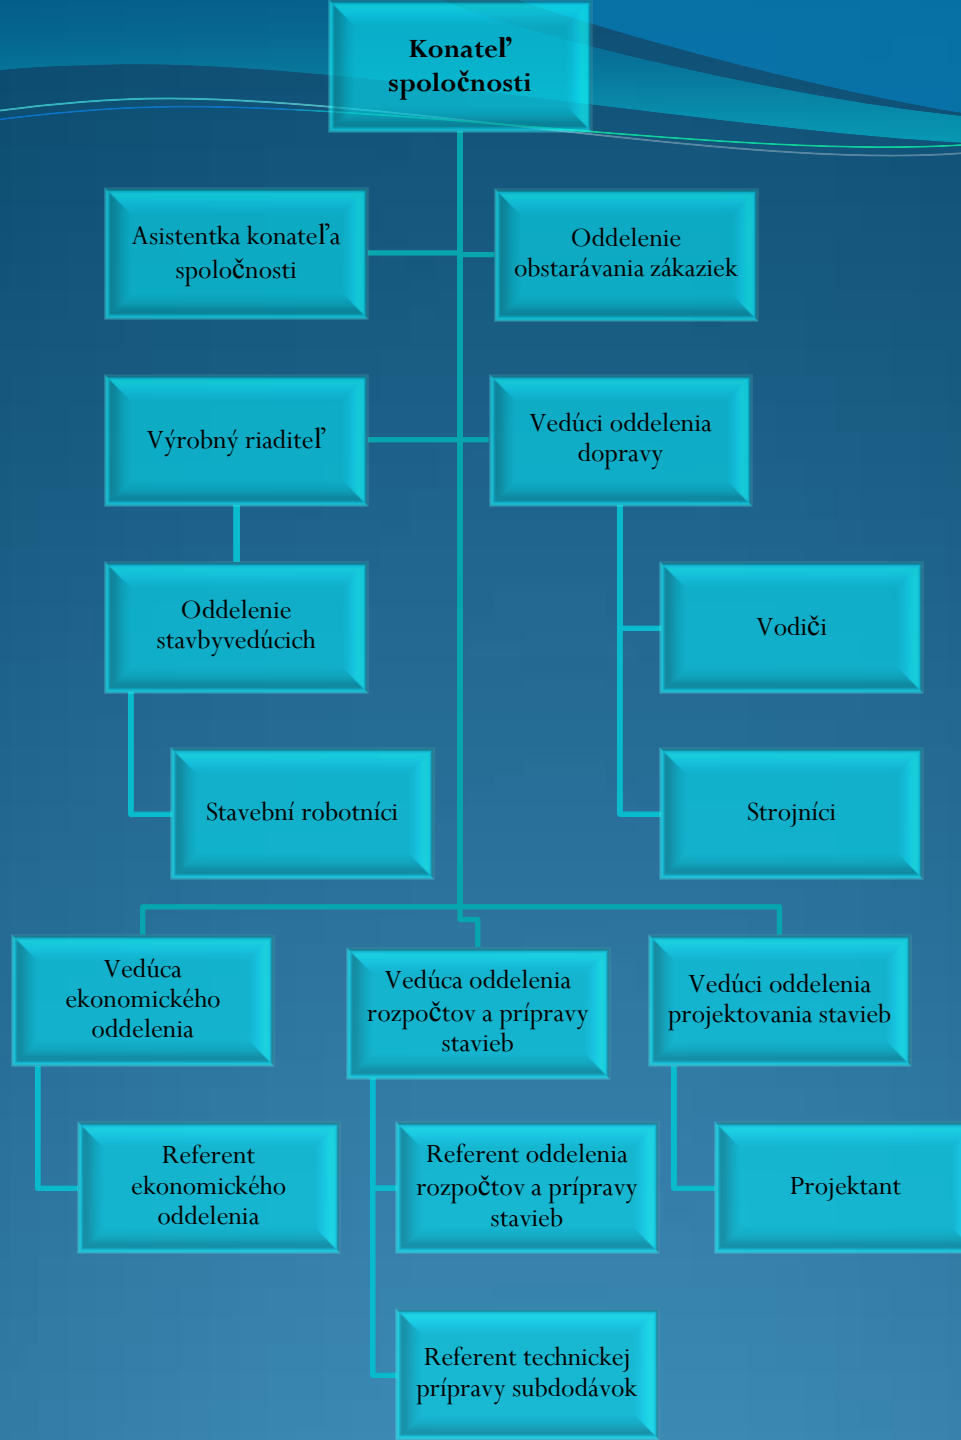 Konateľ
spoločnosti
Asistentka konateľa
spoločnosti
Oddelenie
obstarávania zákaziek
Výrobný riaditeľ
Vedúci oddelenia
dopravy
Oddelenie
stavbyvedúcich
Vodiči
Stavební robotníci
Strojníci
Vedúca
ekonomického
oddelenia
Vedúca oddelenia
rozpočtov a prípravy
stavieb
Vedúci oddelenia
projektovania stavieb
Referent
ekonomického
oddelenia
Referent oddelenia
rozpočtov a prípravy
stavieb
Projektant
Referent technickej
prípravy subdodávok